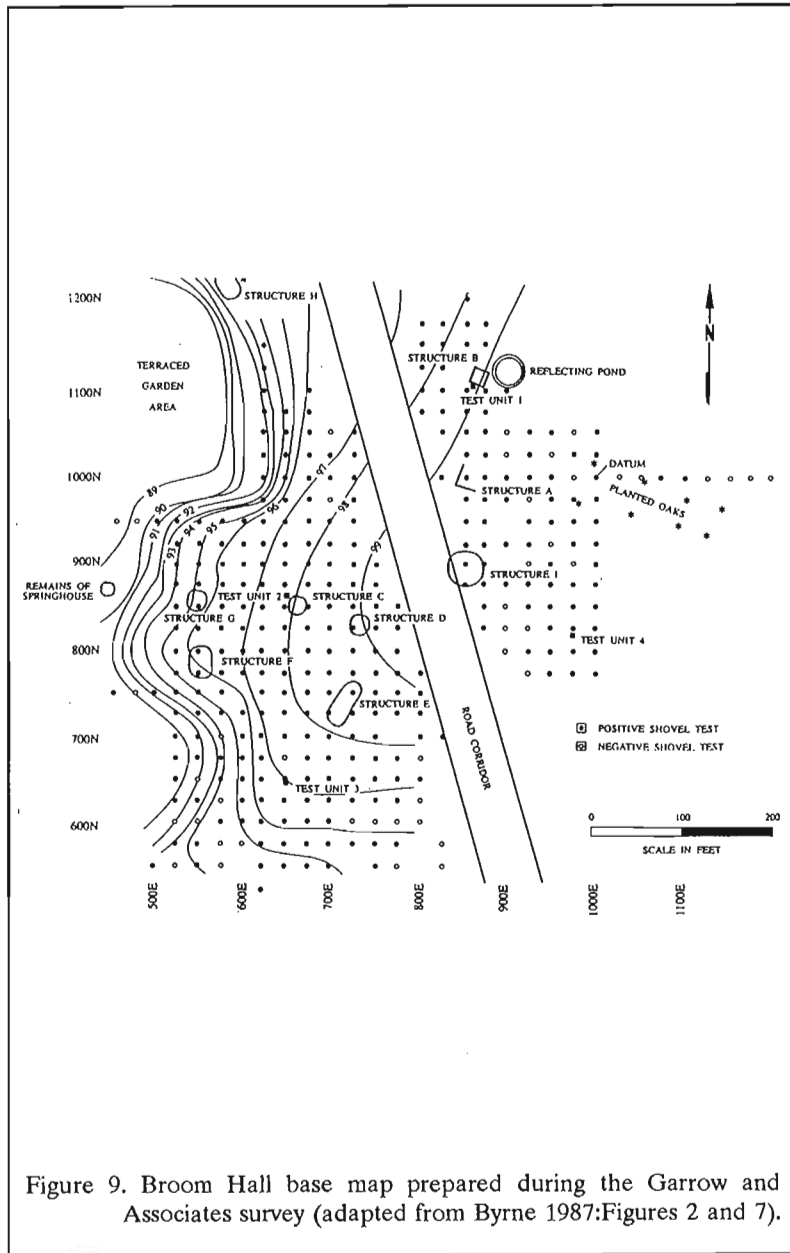 1200N
STRUCTURE H
N
TERRACED
GARDEN
AREA
STRUCTURE B
REFLECTING POND
1100N
TEST UNIT 1
97
DATUM
1000N
89
98
STRUCTURE A
PLANTED OAKS
90
92
96
91
95
94
93
99
900N
REMAINS OF
SPRINGHOUSE
TEST UNIT 2
STRUCTURE C
STRUCTURE I
STRUCTURE G
STRUCTURE D
TEST UNIT 4
800N
STRUCTURE F
STRUCTURE E
ROAD CORRIDOR
POSITIVE SHOVEL TEST
700N
NEGATIVE SHOVEL TEST
TEST UNIT 3
600N
0 100 200
SCALE IN FEET
500E 600E 700E 800E 900E 1000E 1100E
Figure 9. Broom Hall base map prepared during the Garrow and
Associates survey (adapted from Byrne 1987:Figures 2 and 7).